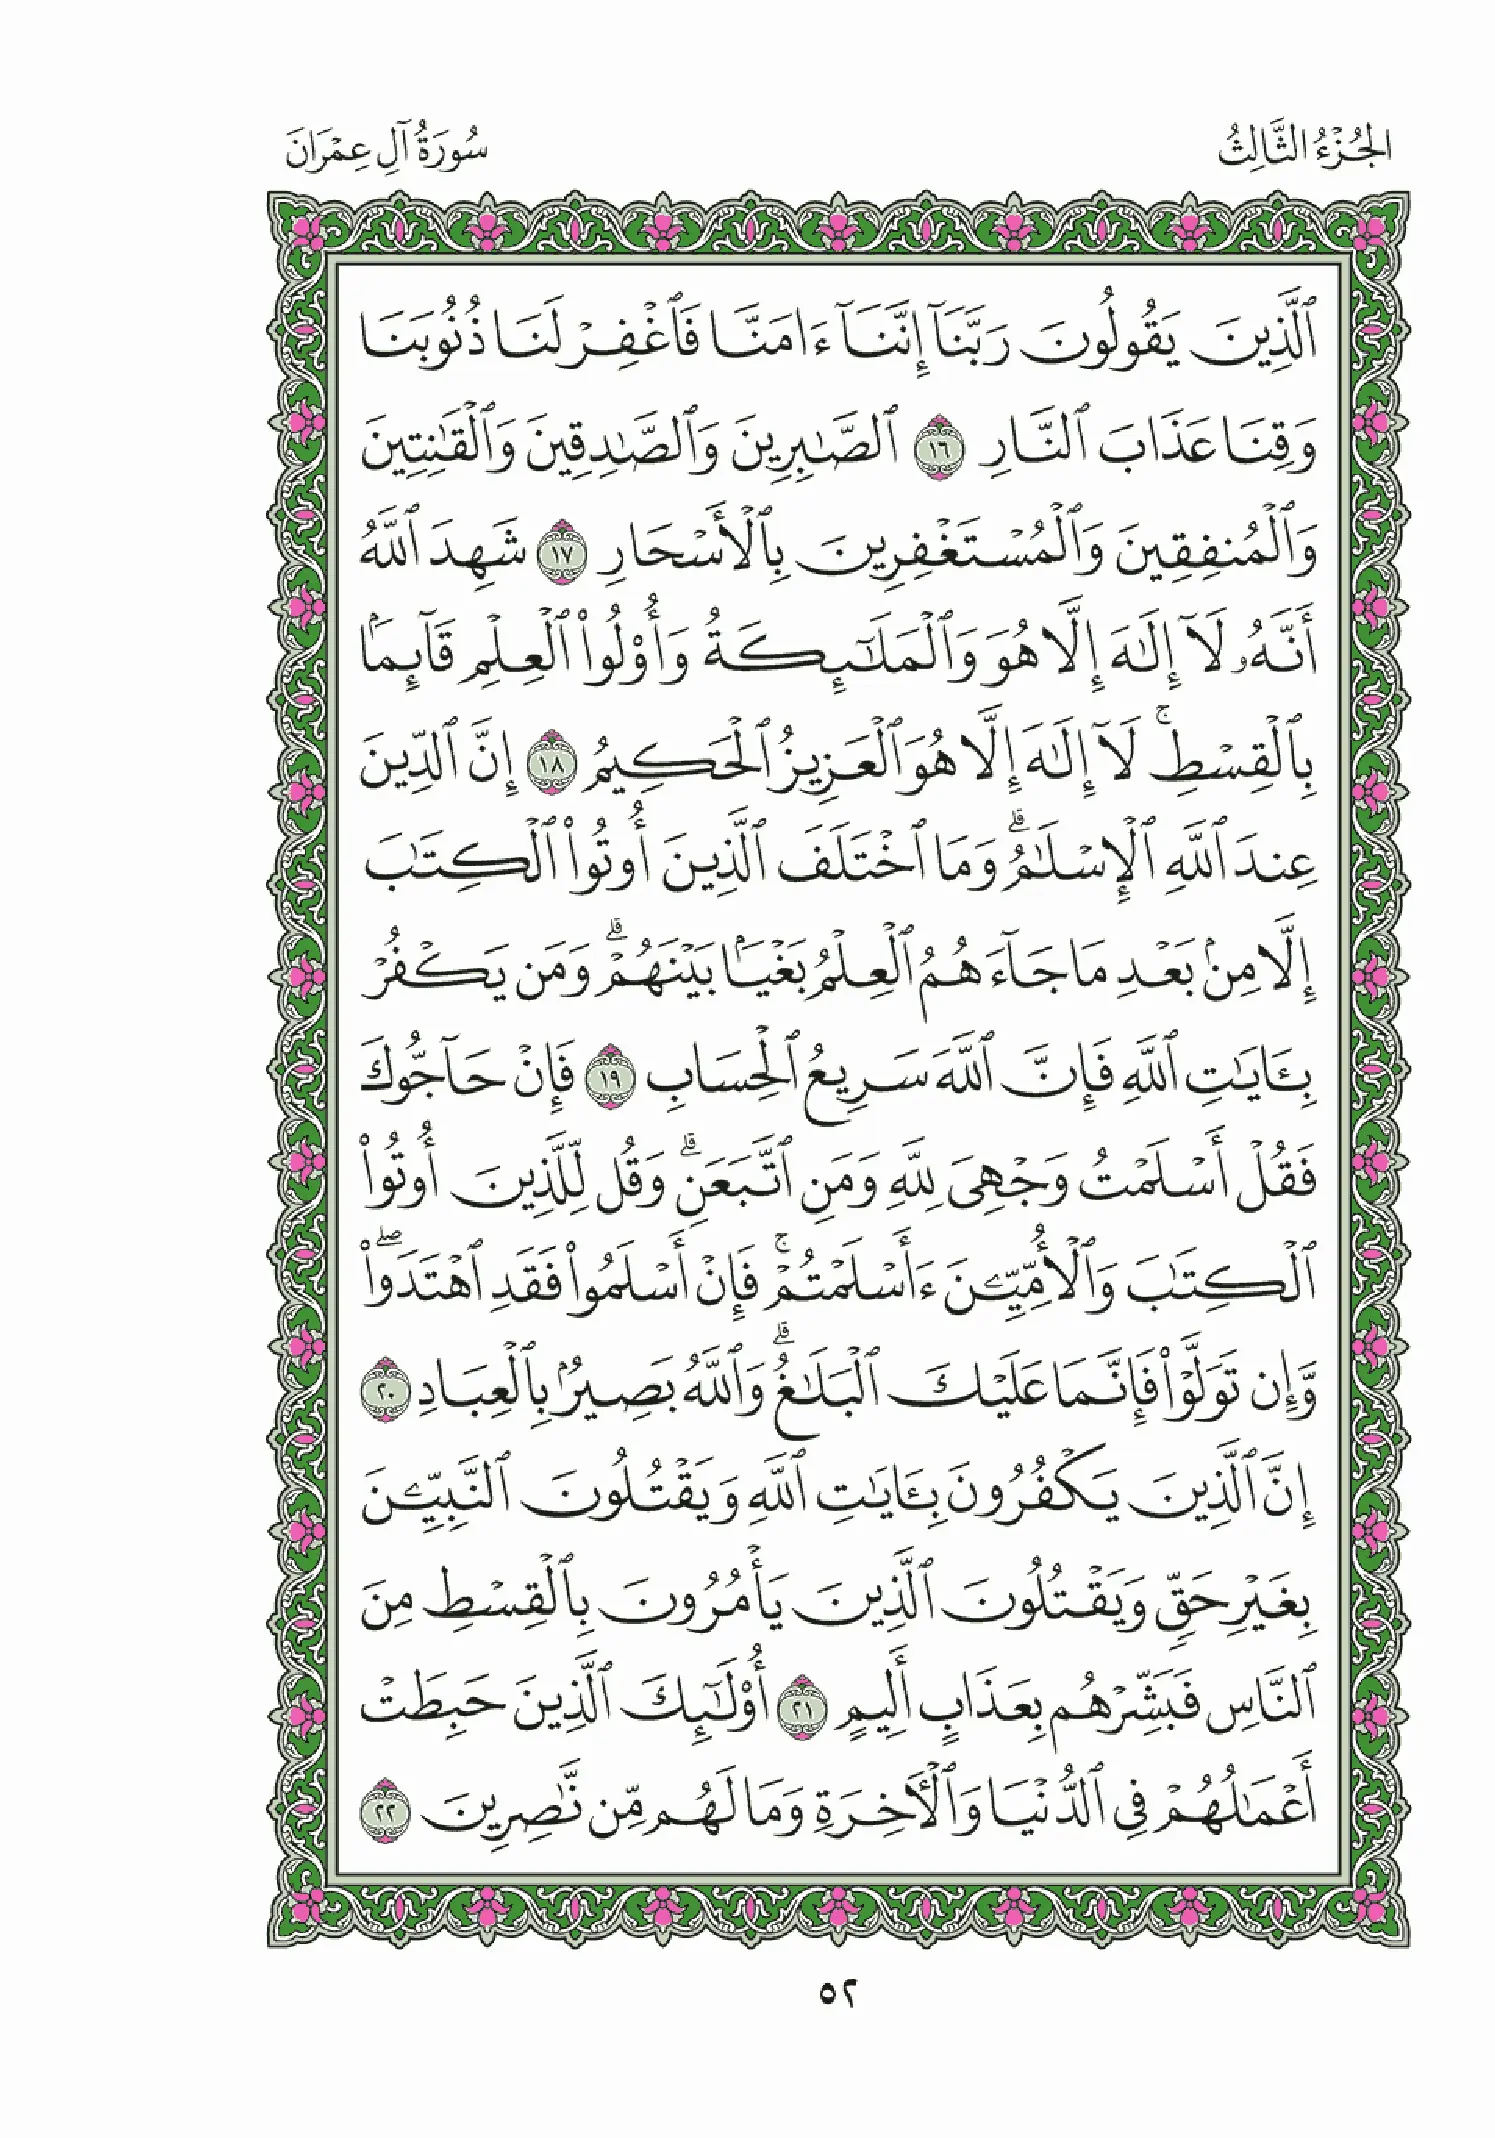 الجُزْءُ الثَّالِثُ
سُورَةُ آلِ عِمْرَانَ
ٱلَّذِينَ يَقُولُونَ رَبَّنَآ إِنَّنَآ ءَامَنَّا فَٱغْفِرْ لَنَا ذُنُوبَنَا
وَقِنَا عَذَابَ ٱلنَّارِ ١٦ ٱلصَّٰبِرِينَ وَٱلصَّٰدِقِينَ وَٱلْقَٰنِتِينَ
وَٱلْمُنفِقِينَ وَٱلْمُسْتَغْفِرِينَ بِٱلْأَسْحَارِ ١٧ شَهِدَ ٱللَّهُ
أَنَّهُۥ لَآ إِلَٰهَ إِلَّا هُوَ وَٱلْمَلَٰٓئِكَةُ وَأُو۟لُوا۟ ٱلْعِلْمِ قَآئِمًۢا
بِٱلْقِسْطِ ۚ لَآ إِلَٰهَ إِلَّا هُوَ ٱلْعَزِيزُ ٱلْحَكِيمُ ١٨ إِنَّ ٱلدِّينَ
عِندَ ٱللَّهِ ٱلْإِسْلَٰمُ ۗ وَمَا ٱخْتَلَفَ ٱلَّذِينَ أُوتُوا۟ ٱلْكِتَٰبَ
إِلَّا مِنۢ بَعْدِ مَا جَآءَهُمُ ٱلْعِلْمُ بَغْيًۢا بَيْنَهُمْ ۗ وَمَن يَكْفُرْ
بِـَٔايَٰتِ ٱللَّهِ فَإِنَّ ٱللَّهَ سَرِيعُ ٱلْحِسَابِ ١٩ فَإِنْ حَآجُّوكَ
فَقُلْ أَسْلَمْتُ وَجْهِىَ لِلَّهِ وَمَنِ ٱتَّبَعَنِ ۗ وَقُل لِّلَّذِينَ أُوتُوا۟
ٱلْكِتَٰبَ وَٱلْأُمِّيِّـۧنَ ءَأَسْلَمْتُمْ ۚ فَإِنْ أَسْلَمُوا۟ فَقَدِ ٱهْتَدَوا۟ ۖ
وَّإِن تَوَلَّوْا۟ فَإِنَّمَا عَلَيْكَ ٱلْبَلَٰغُ ۗ وَٱللَّهُ بَصِيرٌۢ بِٱلْعِبَادِ ٢٠
إِنَّ ٱلَّذِينَ يَكْفُرُونَ بِـَٔايَٰتِ ٱللَّهِ وَيَقْتُلُونَ ٱلنَّبِيِّـۧنَ
بِغَيْرِ حَقٍّ وَيَقْتُلُونَ ٱلَّذِينَ يَأْمُرُونَ بِٱلْقِسْطِ مِنَ
ٱلنَّاسِ فَبَشِّرْهُم بِعَذَابٍ أَلِيمٍ ٢١ أُو۟لَٰٓئِكَ ٱلَّذِينَ حَبِطَتْ
أَعْمَٰلُهُمْ فِى ٱلدُّنْيَا وَٱلْـَٔاخِرَةِ وَمَا لَهُم مِّن نَّٰصِرِينَ ٢٢
٥٢